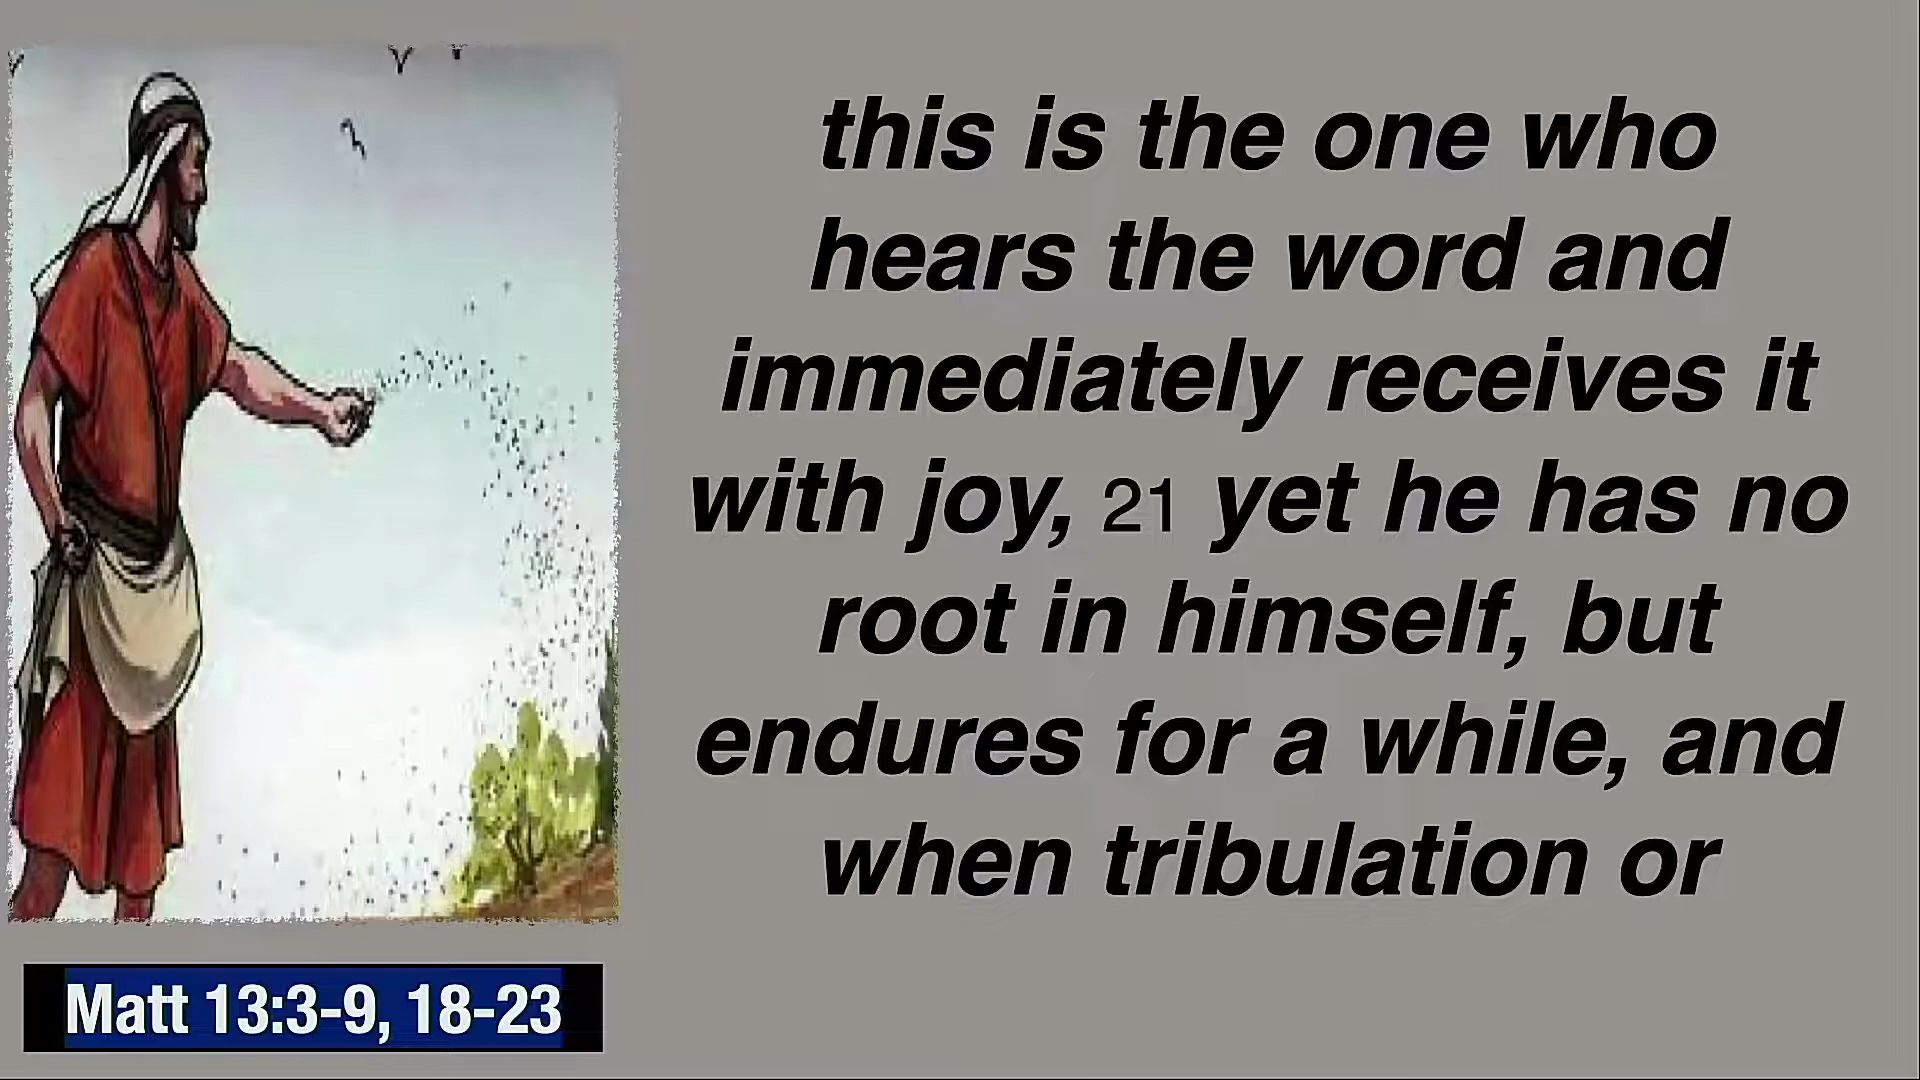 this is the one who
hears the word and
immediately receives it
with joy, 21 yet he has no
root in himself, but
endures for a while, and
when tribulation or
Matt 13:3-9, 18-23